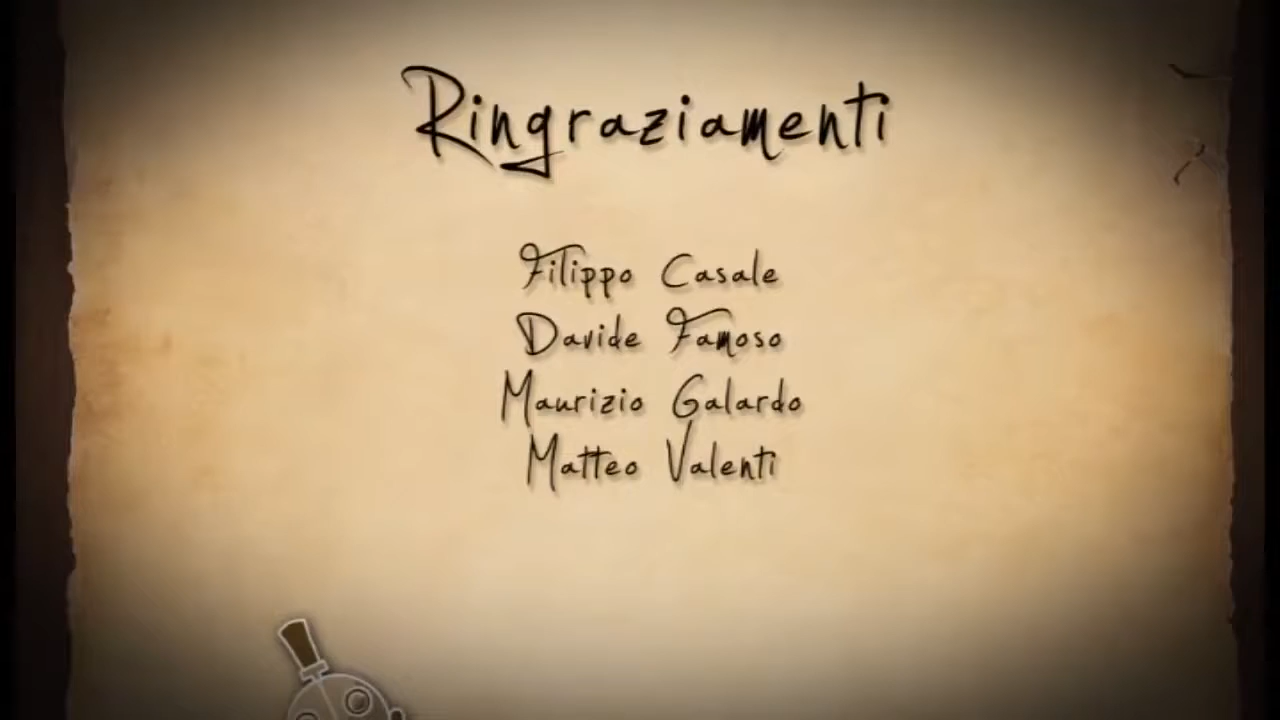 Ringraziamenti
Filippo Casale
Davide Famoso
Maurizio Galardo
Matteo Valenti